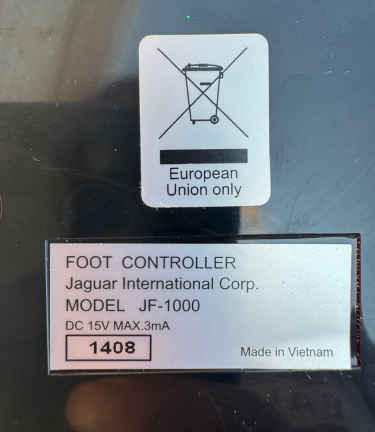 European
Union only
FOOT CONTROLLER
Jaguar International Corp.
MODEL JF-1000
DC 15V MAX.3mA
1408
Made in Vietnam